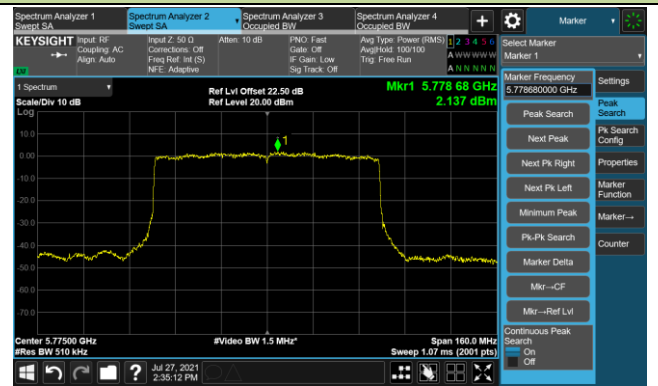 Spectrum Analyzer 1
Swept SA
Spectrum Analyzer 2
Swept SA
Spectrum Analyzer 3
Occupied BW
Spectrum Analyzer 4
Occupied BW
Marker
KEYSIGHT
Input: RF
Coupling: AC
Align: Auto
Input Z: 50 Ω
Corrections: Off
Freq Ref: Int (S)
NFE: Adaptive
Atten: 10 dB
PNO: Fast
Gate: Off
IF Gain: Low
Sig Track: Off
Avg Type: Power (RMS)
Avg|Hold: 100/100
Trig: Free Run
1 2 3 4 5 6
A W W W W W
A N N N N N
LXI
Select Marker
Marker 1
1 Spectrum
Scale/Div 10 dB
Log
Ref Lvl Offset 22.50 dB
Ref Level 20.00 dBm
Mkr1 5.778 68 GHz
2.137 dBm
10.0
0.00
-10.0
-20.0
-30.0
-40.0
-50.0
-60.0
-70.0
1
Center 5.77500 GHz
#Res BW 510 kHz
#Video BW 1.5 MHz*
Span 160.0 MHz
Sweep 1.07 ms (2001 pts)
Marker Frequency
5.778680000 GHz
Peak Search
Next Peak
Next Pk Right
Next Pk Left
Minimum Peak
Pk-Pk Search
Marker Delta
Mkr→CF
Mkr→Ref Lvl
Continuous Peak
Search
On
Off
Settings
Peak
Search
Pk Search
Config
Properties
Marker
Function
Marker→
Counter
Jul 27, 2021
2:35:12 PM